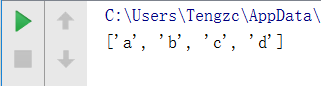 C:\Users\Tengzc\AppData\
['a', 'b', 'c', 'd']